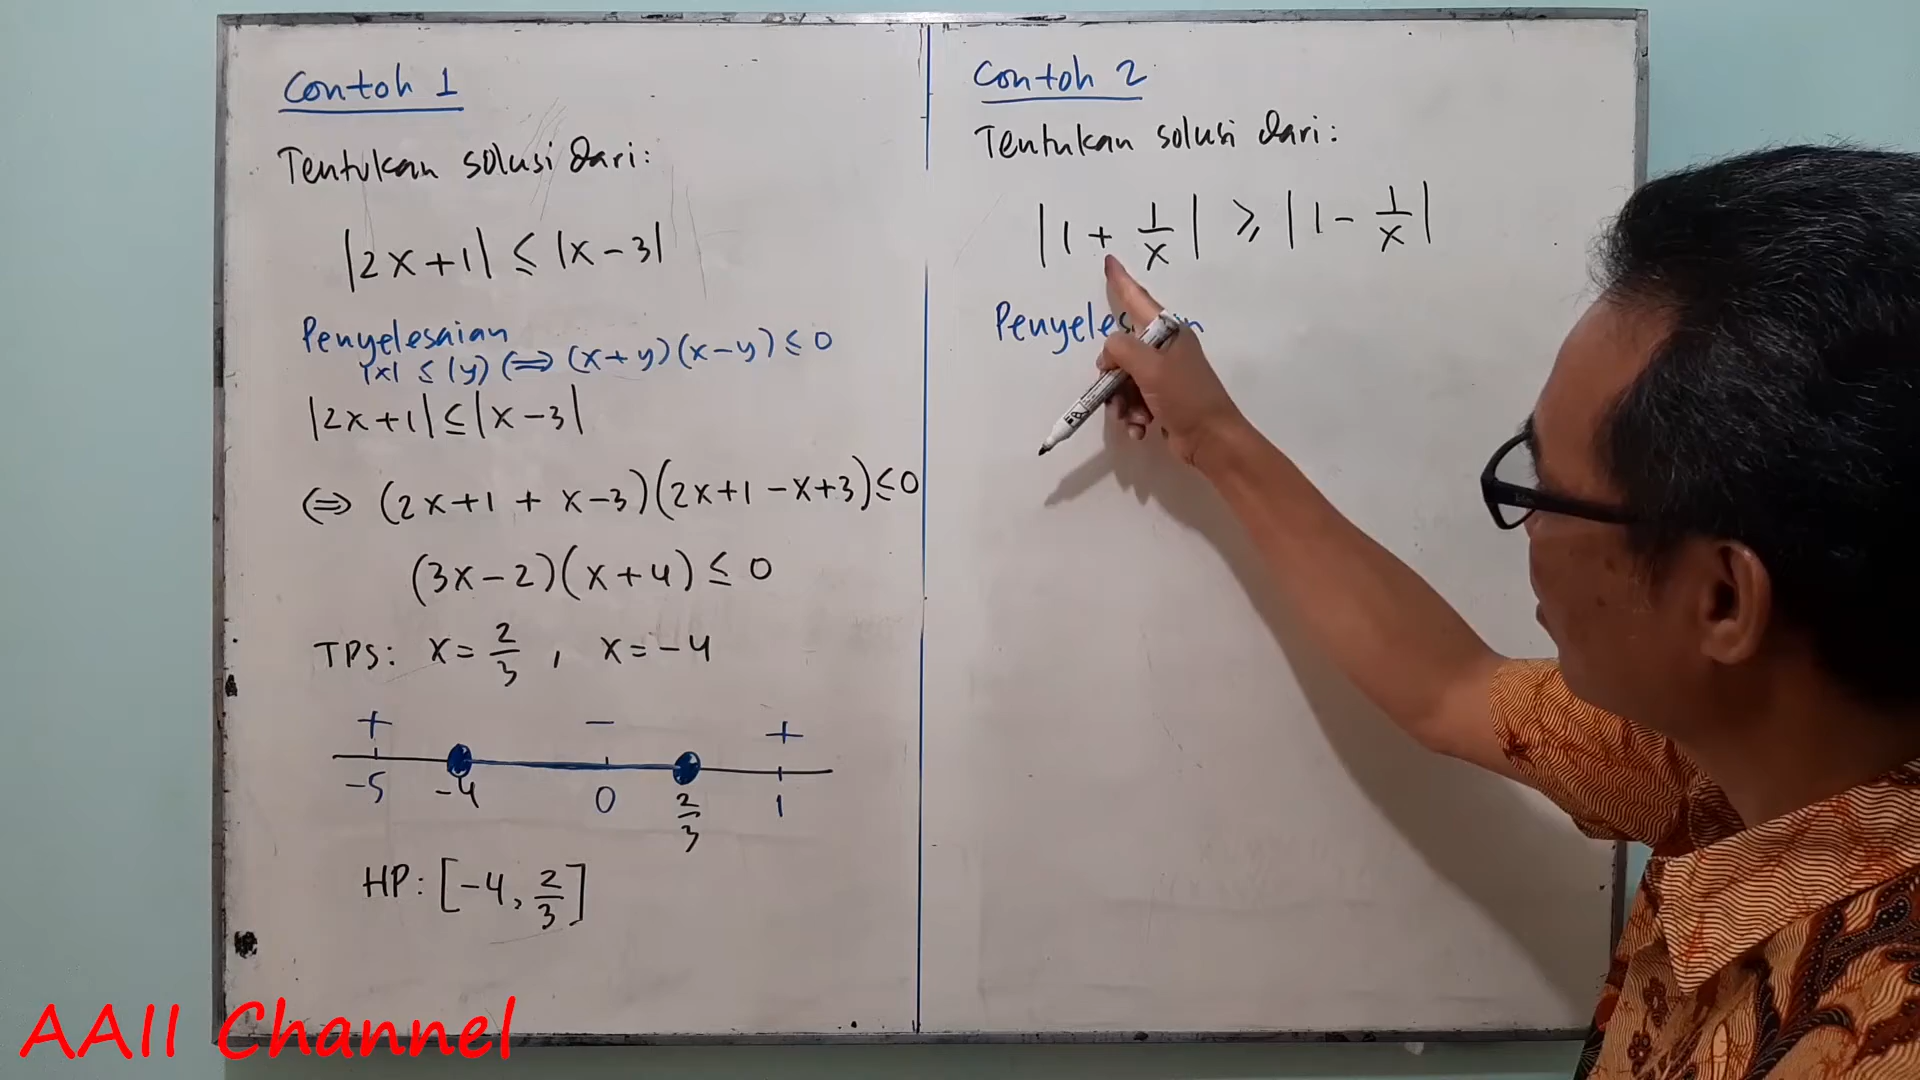 Contoh 1
Tentukan solusi dari:
|2x+1| ≤ |x-3|
Penyelesaian
|x| ≤ |y| ⟺ (x+y)(x-y) ≤ 0
|2x+1| ≤ |x-3|
⟺ (2x+1 + x-3)(2x+1 -x+3) ≤ 0
(3x-2)(x+4) ≤ 0
TPS: x = 2/3 , x = -4
+ - +
-5 -4 0 2/3 1
HP: [-4, 2/3]
Contoh 2
Tentukan solusi dari:
|1 + 1/x| ≥ |1 - 1/x|
Penyelesaian
AAII Channel